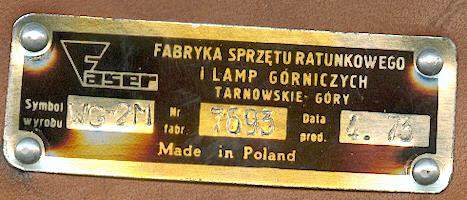 Faser
FABRYKA SPRZĘTU RATUNKOWEGO
I LAMP GÓRNICZYCH
TARNOWSKIE-GÓRY
Symbol wyrobu WG-2M Nr fabr. 7693 Data prod. 4. 76
Made in Poland